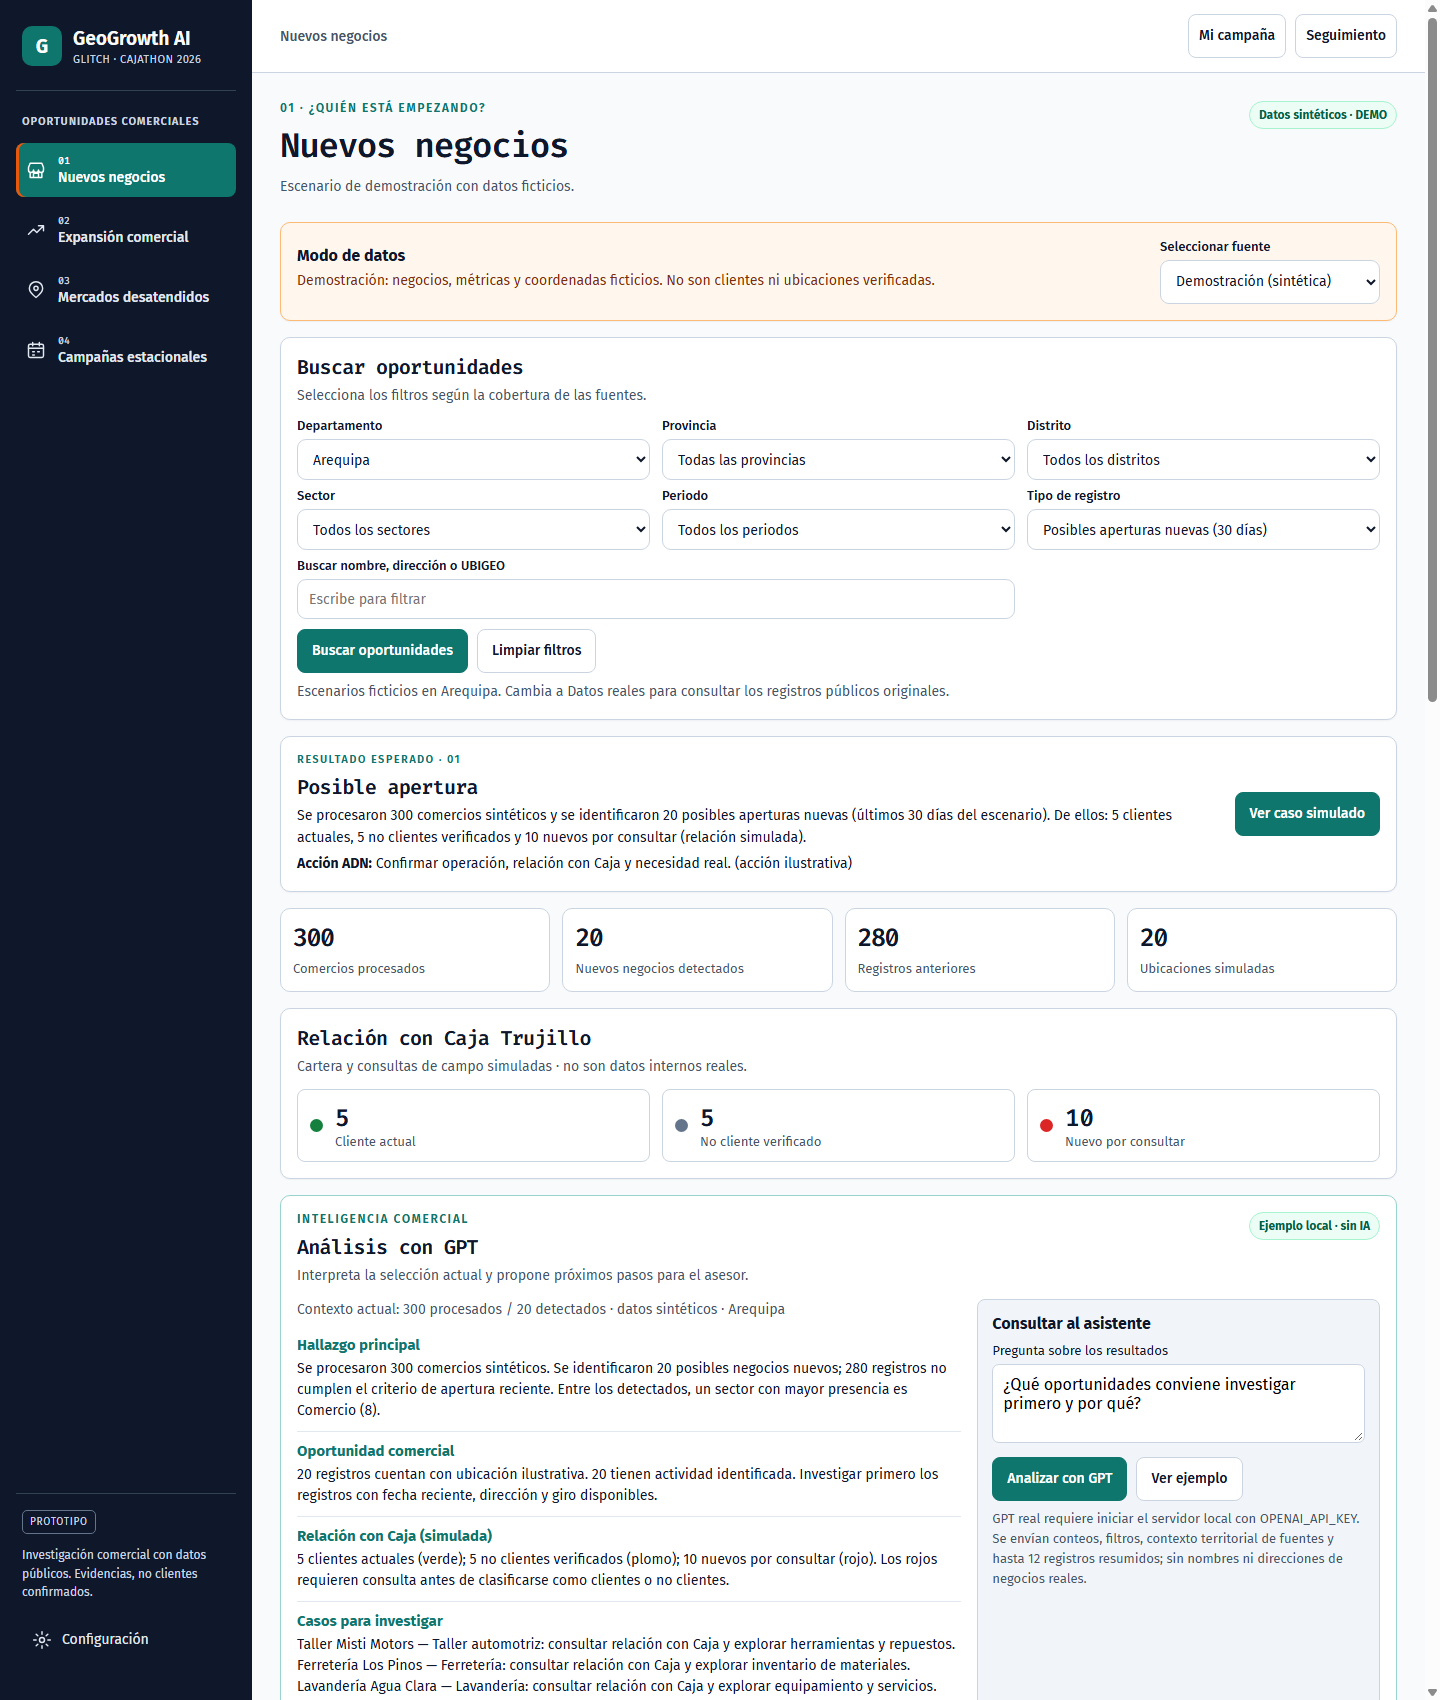 G
GeoGrowth AI
GLITCH · CAJATHON 2026
OPORTUNIDADES COMERCIALES
01
Nuevos negocios
02
Expansión comercial
03
Mercados desatendidos
04
Campañas estacionales
PROTOTIPO
Investigación comercial con datos
públicos. Evidencias, no clientes
confirmados.
Configuración
Nuevos negocios
Mi campaña
Seguimiento
01 · ¿QUIÉN ESTÁ EMPEZANDO?
Datos sintéticos · DEMO
Nuevos negocios
Escenario de demostración con datos ficticios.
Modo de datos
Demostración: negocios, métricas y coordenadas ficticios. No son clientes ni ubicaciones verificadas.
Seleccionar fuente
Demostración (sintética)
Buscar oportunidades
Selecciona los filtros según la cobertura de las fuentes.
Departamento
Provincia
Distrito
Arequipa
Todas las provincias
Todos los distritos
Sector
Periodo
Tipo de registro
Todos los sectores
Todos los periodos
Posibles aperturas nuevas (30 días)
Buscar nombre, dirección o UBIGEO
Escribe para filtrar
Buscar oportunidades
Limpiar filtros
Escenarios ficticios en Arequipa. Cambia a Datos reales para consultar los registros públicos originales.
RESULTADO ESPERADO · 01
Posible apertura
Se procesaron 300 comercios sintéticos y se identificaron 20 posibles aperturas nuevas (últimos 30 días del escenario). De ellos: 5 clientes
actuales, 5 no clientes verificados y 10 nuevos por consultar (relación simulada).
Acción ADN: Confirmar operación, relación con Caja y necesidad real. (acción ilustrativa)
Ver caso simulado
300
Comercios procesados
20
Nuevos negocios detectados
280
Registros anteriores
20
Ubicaciones simuladas
Relación con Caja Trujillo
Cartera y consultas de campo simuladas · no son datos internos reales.
5
Cliente actual
5
No cliente verificado
10
Nuevo por consultar
INTELIGENCIA COMERCIAL
Ejemplo local · sin IA
Análisis con GPT
Interpreta la selección actual y propone próximos pasos para el asesor.
Contexto actual: 300 procesados / 20 detectados · datos sintéticos · Arequipa
Hallazgo principal
Se procesaron 300 comercios sintéticos. Se identificaron 20 posibles negocios nuevos; 280 registros no
cumplen el criterio de apertura reciente. Entre los detectados, un sector con mayor presencia es
Comercio (8).
Oportunidad comercial
20 registros cuentan con ubicación ilustrativa. 20 tienen actividad identificada. Investigar primero los
registros con fecha reciente, dirección y giro disponibles.
Relación con Caja (simulada)
5 clientes actuales (verde); 5 no clientes verificados (plomo); 10 nuevos por consultar (rojo). Los rojos
requieren consulta antes de clasificarse como clientes o no clientes.
Casos para investigar
Taller Misti Motors — Taller automotriz: consultar relación con Caja y explorar herramientas y repuestos.
Ferretería Los Pinos — Ferretería: consultar relación con Caja y explorar inventario de materiales.
Lavandería Agua Clara — Lavandería: consultar relación con Caja y explorar equipamiento y servicios.
Consultar al asistente
Pregunta sobre los resultados
¿Qué oportunidades conviene investigar
primero y por qué?
Analizar con GPT
Ver ejemplo
GPT real requiere iniciar el servidor local con OPENAI_API_KEY.
Se envían conteos, filtros, contexto territorial de fuentes y
hasta 12 registros resumidos; sin nombres ni direcciones de
negocios reales.